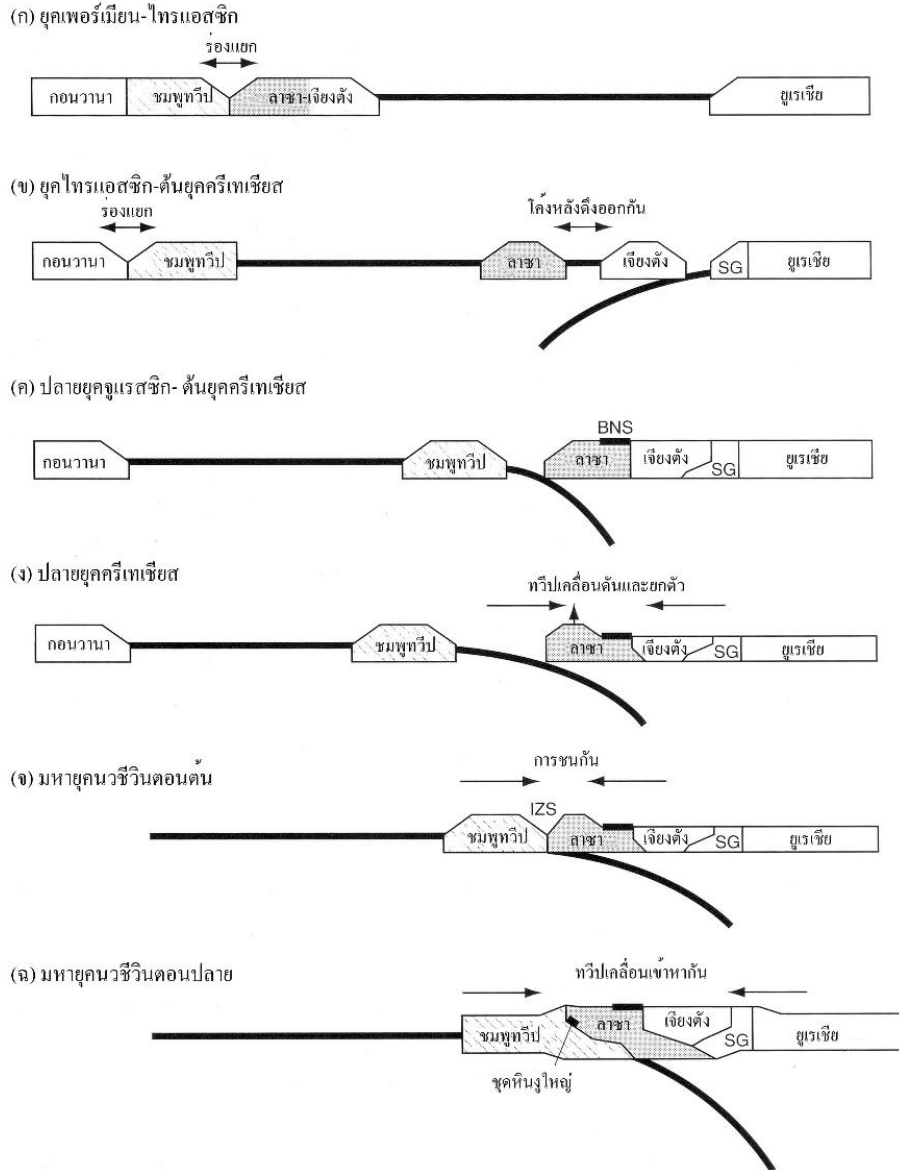 (ก) ยุคเพอร์เมียน-ไทรแอสซิก
ร่องแยก
กอนวานา ชมพูทวีป ลาซา-เจียงตัง ยูเรเซีย
(ข) ยุคไทรแอสซิก-ต้นยุคครีเทเชียส
ร่องแยก โค้งหลังดึงออกกัน
กอนวานา ชมพูทวีป ลาซา เจียงตัง SG ยูเรเซีย
(ค) ปลายยุคจูแรสซิก- ต้นยุคครีเทเชียส
BNS
กอนวานา ชมพูทวีป ลาซา เจียงตัง SG ยูเรเซีย
(ง) ปลายยุคครีเทเชียส
ทวีปเคลื่อนดันและยกตัว
กอนวานา ชมพูทวีป ลาซา เจียงตัง SG ยูเรเซีย
(จ) มหายุคนวชีวินตอนต้น
การชนกัน
IZS
ชมพูทวีป ลาซา เจียงตัง SG ยูเรเซีย
(ฉ) มหายุคนวชีวินตอนปลาย
ทวีปเคลื่อนเข้าหากัน
ชมพูทวีป ลาซา เจียงตัง SG ยูเรเซีย
ชุดหินงูใหญ่